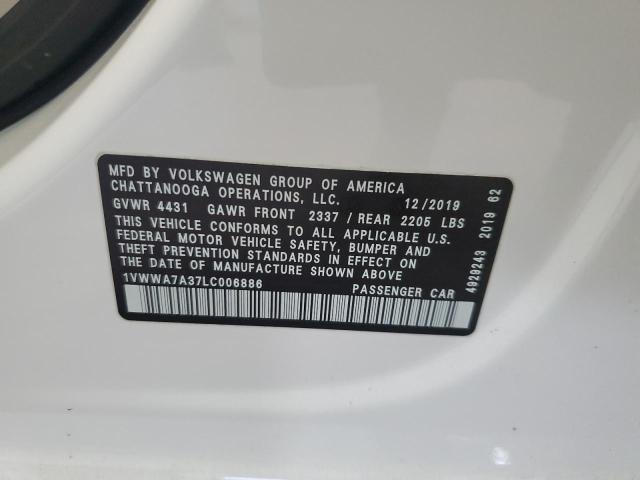 MFD BY VOLKSWAGEN GROUP OF AMERICA
CHATTANOOGA OPERATIONS, LLC. 12/2019
GVWR 4431 GAWR FRONT 2337 / REAR 2205 LBS
THIS VEHICLE CONFORMS TO ALL APPLICABLE U.S.
FEDERAL MOTOR VEHICLE SAFETY, BUMPER AND
THEFT PREVENTION STANDARDS IN EFFECT ON
THE DATE OF MANUFACTURE SHOWN ABOVE
1VWWA7A37LC006886 PASSENGER CAR
4929243 2019 62